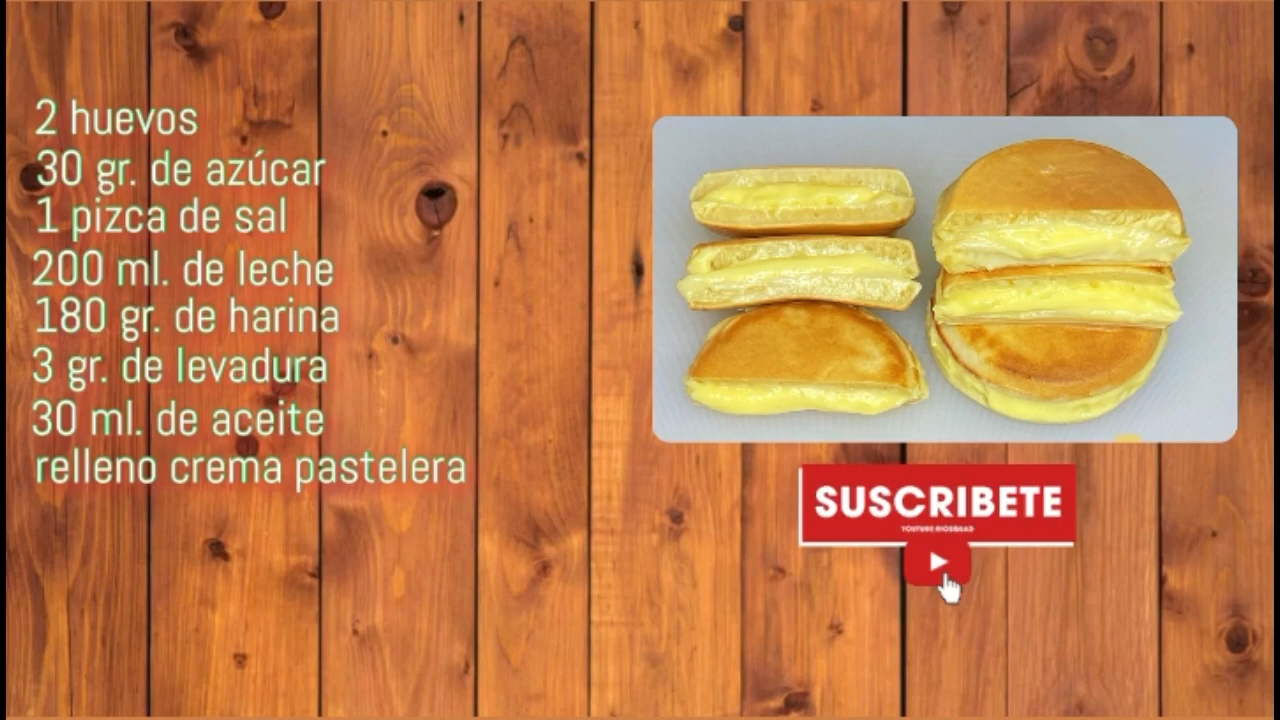 2 huevos
30 gr. de azúcar
1 pizca de sal
200 ml. de leche
180 gr. de harina
3 gr. de levadura
30 ml. de aceite
relleno crema pastelera
SUSCRIBETE